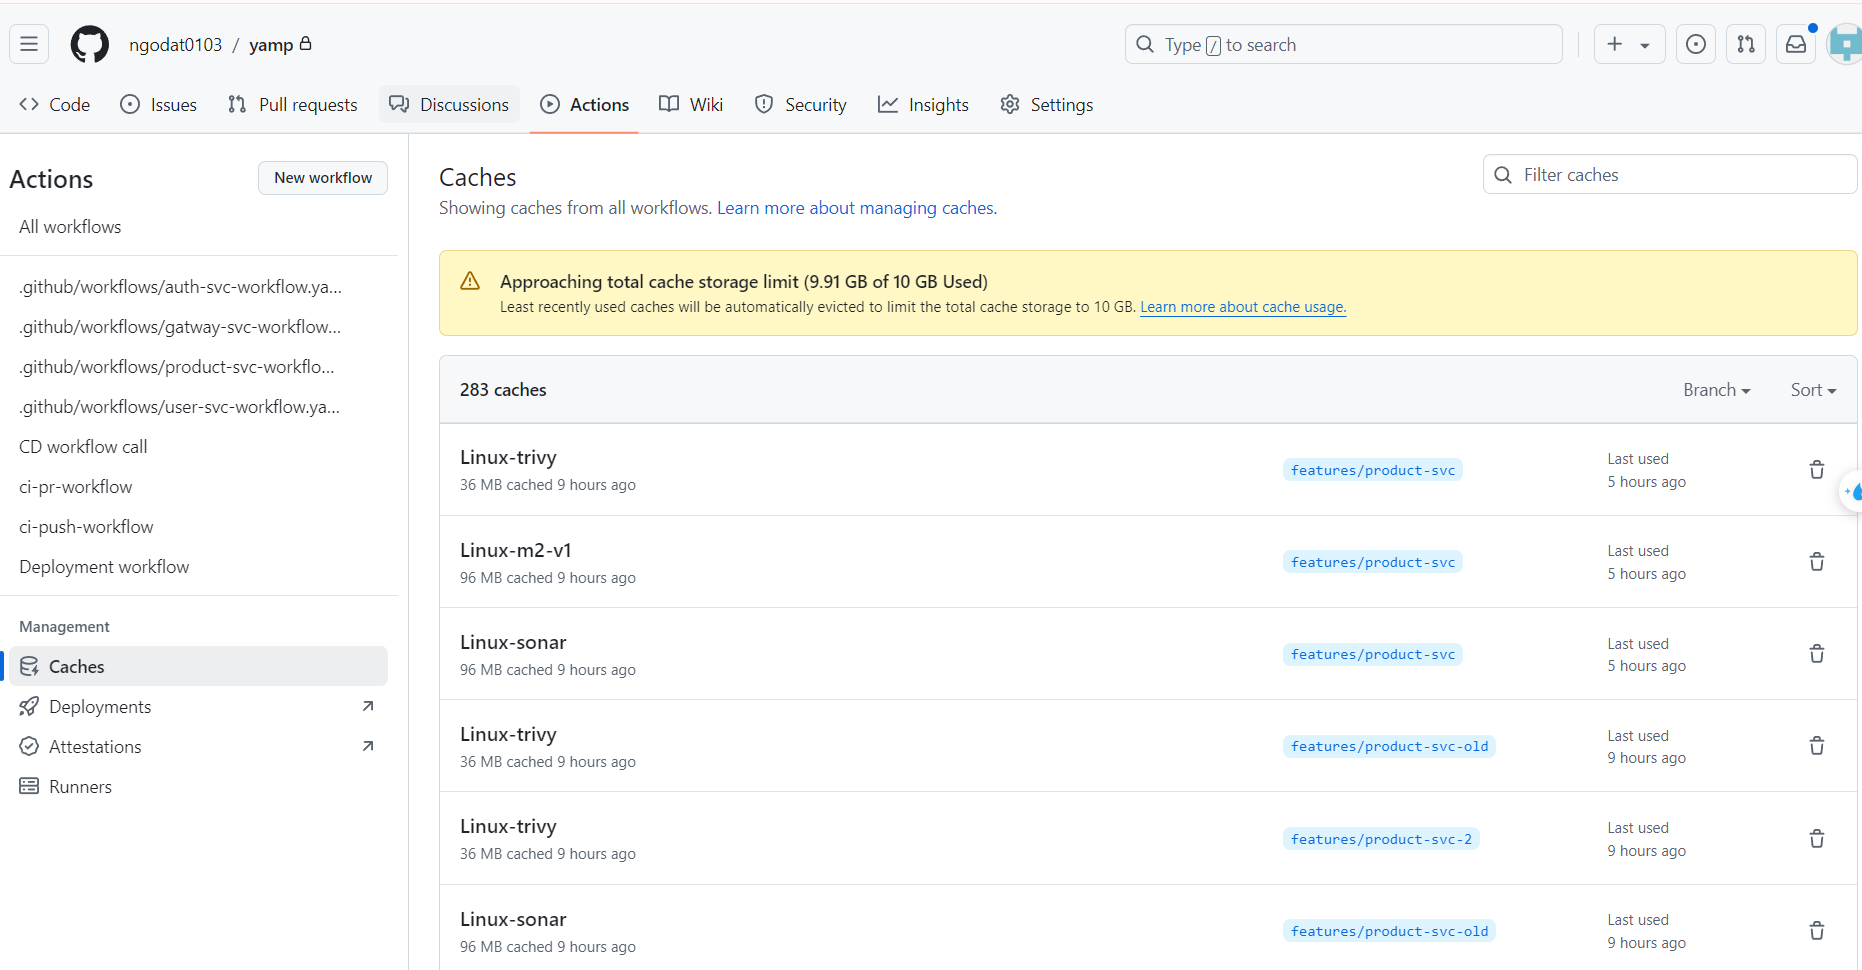 ngodat0103 / yamp
Type / to search
Code
Issues
Pull requests
Discussions
Actions
Wiki
Security
Insights
Settings
Actions
New workflow
All workflows
.github/workflows/auth-svc-workflow.ya...
.github/workflows/gatway-svc-workflow...
.github/workflows/product-svc-workflo...
.github/workflows/user-svc-workflow.ya...
CD workflow call
ci-pr-workflow
ci-push-workflow
Deployment workflow
Management
Caches
Deployments
Attestations
Runners
Caches
Filter caches
Showing caches from all workflows. Learn more about managing caches.
Approaching total cache storage limit (9.91 GB of 10 GB Used)
Least recently used caches will be automatically evicted to limit the total cache storage to 10 GB. Learn more about cache usage.
283 caches
Branch
Sort
Linux-trivy
36 MB cached 9 hours ago
features/product-svc
Last used
5 hours ago
Linux-m2-v1
96 MB cached 9 hours ago
features/product-svc
Last used
5 hours ago
Linux-sonar
96 MB cached 9 hours ago
features/product-svc
Last used
5 hours ago
Linux-trivy
36 MB cached 9 hours ago
features/product-svc-old
Last used
9 hours ago
Linux-trivy
36 MB cached 9 hours ago
features/product-svc-2
Last used
9 hours ago
Linux-sonar
96 MB cached 9 hours ago
features/product-svc-old
Last used
9 hours ago